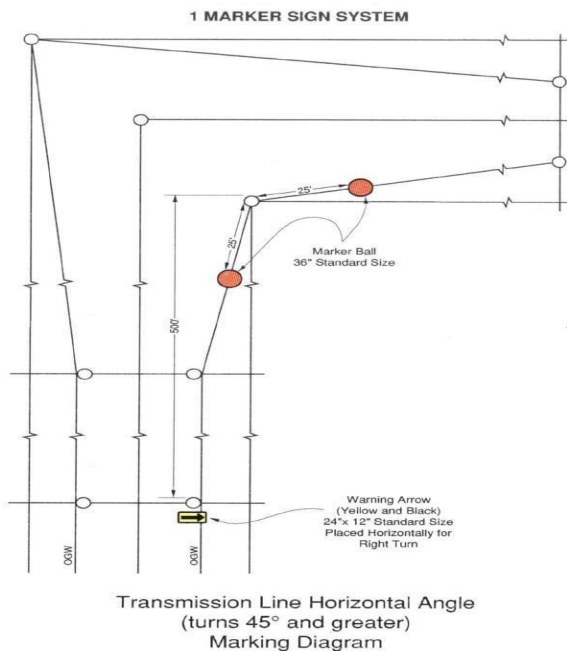 1 MARKER SIGN SYSTEM
25'
25'
Marker Ball
36" Standard Size
500'
Warning Arrow
(Yellow and Black)
24"x 12" Standard Size
Placed Horizontally for
Right Turn
OGW
OGW
Transmission Line Horizontal Angle
(turns 45° and greater)
Marking Diagram